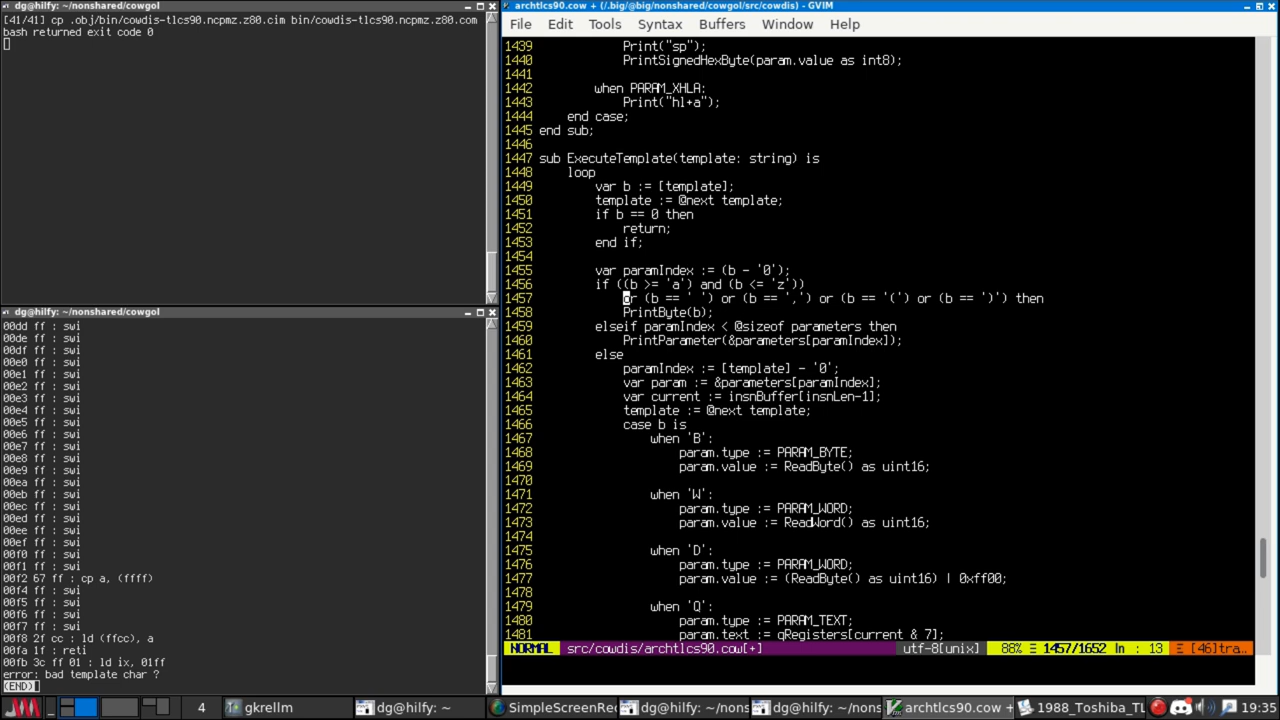 dg@hilfy: ~/nonshared/cowgol
[41/41] cp .obj/bin/cowdis-tlcs90.ncpmz.z80.cim bin/cowdis-tlcs90.ncpmz.z80.com
bash returned exit code 0
dg@hilfy: ~/nonshared/cowgol
00dd ff : swi
00de ff : swi
00df ff : swi
00e0 ff : swi
00e1 ff : swi
00e2 ff : swi
00e3 ff : swi
00e4 ff : swi
00e5 ff : swi
00e6 ff : swi
00e7 ff : swi
00e8 ff : swi
00e9 ff : swi
00ea ff : swi
00eb ff : swi
00ec ff : swi
00ed ff : swi
00ee ff : swi
00ef ff : swi
00f0 ff : swi
00f1 ff : swi
00f2 67 ff : cp a, (ffff)
00f4 ff : swi
00f5 ff : swi
00f6 ff : swi
00f7 ff : swi
00f8 2f cc : ld (ffcc), a
00fa 1f : reti
00fb 3c ff 01 : ld ix, 01ff
error: bad template char ?
(END)
archtlcs90.cow + (/.big/@big/nonshared/cowgol/src/cowdis) - GVIM
File Edit Tools Syntax Buffers Window Help
1439 Print("sp");
1440 PrintSignedHexByte(param.value as int8);
1441
1442 when PARAM_XHLA:
1443 Print("hl+a");
1444 end case;
1445 end sub;
1446
1447 sub ExecuteTemplate(template: string) is
1448 loop
1449 var b := [template];
1450 template := @next template;
1451 if b == 0 then
1452 return;
1453 end if;
1454
1455 var paramIndex := (b - '0');
1456 if ((b >= 'a') and (b <= 'z'))
1457 or (b == ' ') or (b == ',') or (b == '(') or (b == ')') then
1458 PrintByte(b);
1459 elseif paramIndex < @sizeof parameters then
1460 PrintParameter(&parameters[paramIndex]);
1461 else
1462 paramIndex := [template] - '0';
1463 var param := &parameters[paramIndex];
1464 var current := insnBuffer[insnLen-1];
1465 template := @next template;
1466 case b is
1467 when 'B':
1468 param.type := PARAM_BYTE;
1469 param.value := ReadByte() as uint16;
1470
1471 when 'W':
1472 param.type := PARAM_WORD;
1473 param.value := ReadWord() as uint16;
1474
1475 when 'D':
1476 param.type := PARAM_WORD;
1477 param.value := (ReadByte() as uint16) | 0xff00;
1478
1479 when 'Q':
1480 param.type := PARAM_TEXT;
1481 param.text := qRegisters[current & 7];
NORMAL src/cowdis/archtlcs90.cow[+] utf-8[unix] 88% Ξ 1457/1652 ln : 13 Ξ [46]tra..
4 gkrellm dg@hilfy: ~ SimpleScreenRec dg@hilfy: ~/nons dg@hilfy: ~/nons archtlcs90.cow + 1988_Toshiba_TL 19:35